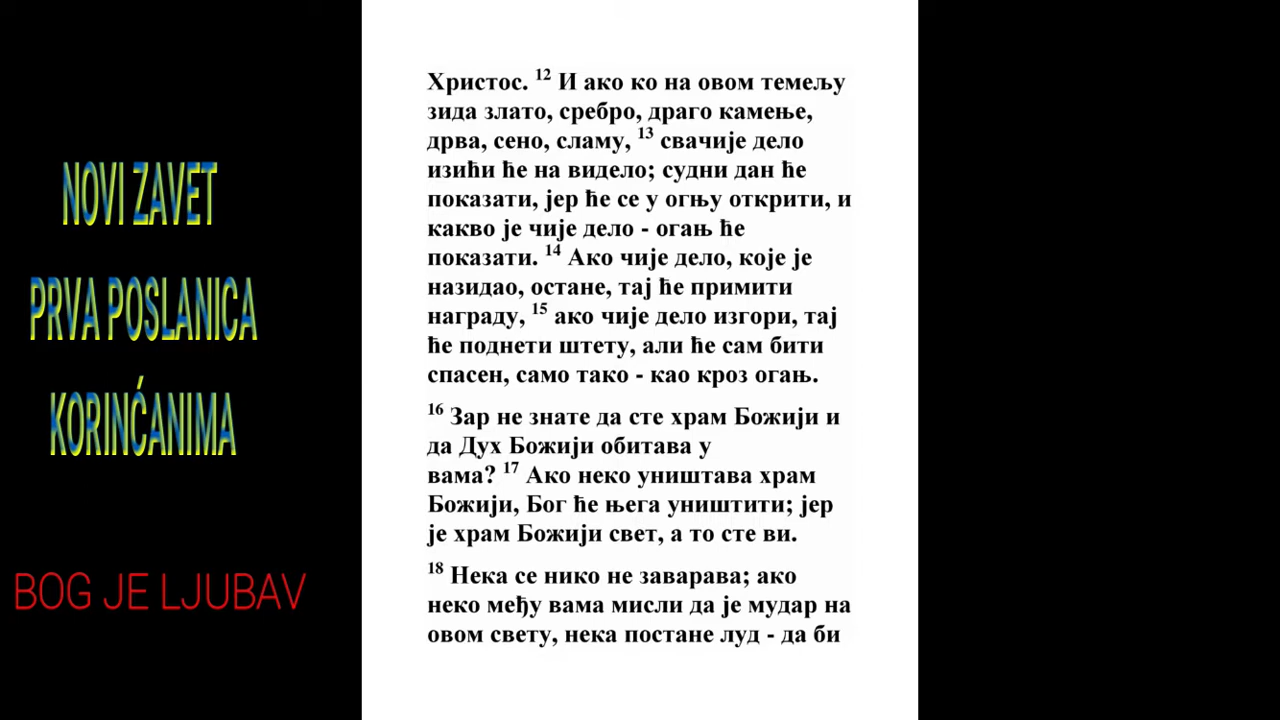 NOVI ZAVET
PRVA POSLANICA
KORINĆANIMA
BOG JE LJUBAV
Христос. 12 И ако ко на овом темељу
зида злато, сребро, драго камење,
дрва, сено, сламу, 13 свачије дело
изићи ће на видело; судни дан ће
показати, јер ће се у огњу открити, и
какво је чије дело - огањ ће
показати. 14 Ако чије дело, које је
назидао, остане, тај ће примити
награду, 15 ако чије дело изгори, тај
ће поднети штету, али ће сам бити
спасен, само тако - као кроз огањ.
16 Зар не знате да сте храм Божији и
да Дух Божији обитава у
вама? 17 Ако неко уништава храм
Божији, Бог ће њега уништити; јер
је храм Божији свет, а то сте ви.
18 Нека се нико не заварава; ако
неко међу вама мисли да је мудар на
овом свету, нека постане луд - да би